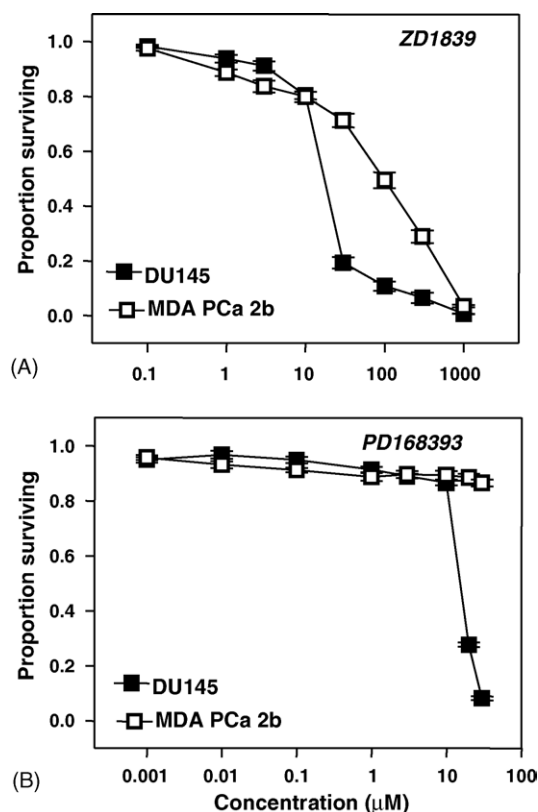 ZD1839
Proportion surviving
1.0
0.8
0.6
0.4
0.2
0.0
DU145
MDA PCa 2b
(A)
0.1 1 10 100 1000
PD168393
Proportion surviving
1.0
0.8
0.6
0.4
0.2
0.0
DU145
MDA PCa 2b
(B)
0.001 0.01 0.1 1 10 100
Concentration (μM)